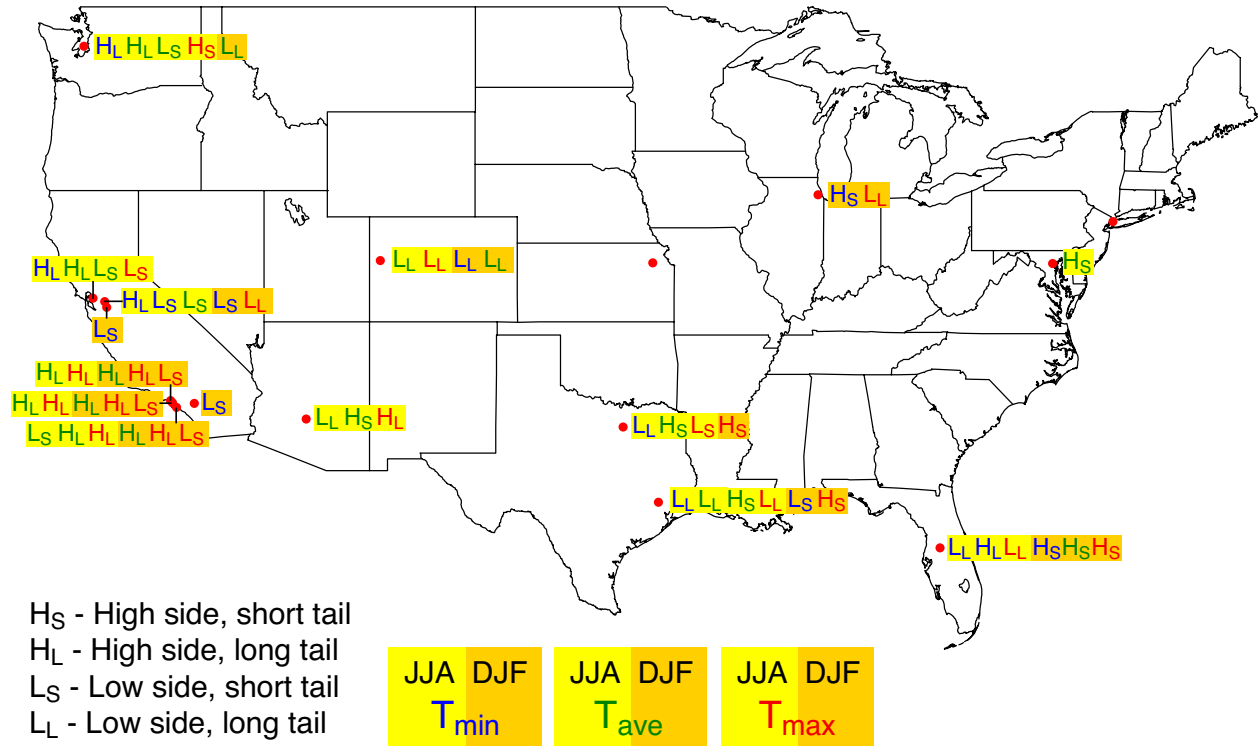 H_L H_L L_S H_S L_L
H_S L_L
L_L L_L L_L L_L
H_S
H_L H_L L_S L_S
H_L L_S L_S L_S L_L
L_S
H_L H_L H_L H_L L_S
H_L H_L H_L H_L L_S
L_S
L_S H_L H_L H_L H_L L_S
L_L H_S H_L
L_L H_S L_S H_S
L_L L_L H_S L_L L_S H_S
L_L H_L L_L H_S H_S H_S
H_S - High side, short tail
H_L - High side, long tail
L_S - Low side, short tail
L_L - Low side, long tail
JJA DJF JJA DJF JJA DJF
T_min T_ave T_max